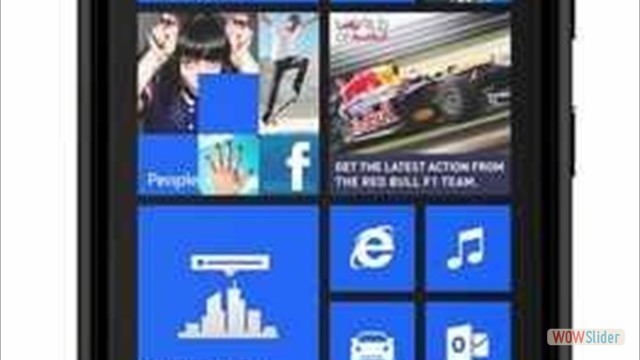 People
f
GET THE LATEST ACTION FROM
THE RED BULL F1 TEAM.
e
WOWSlider